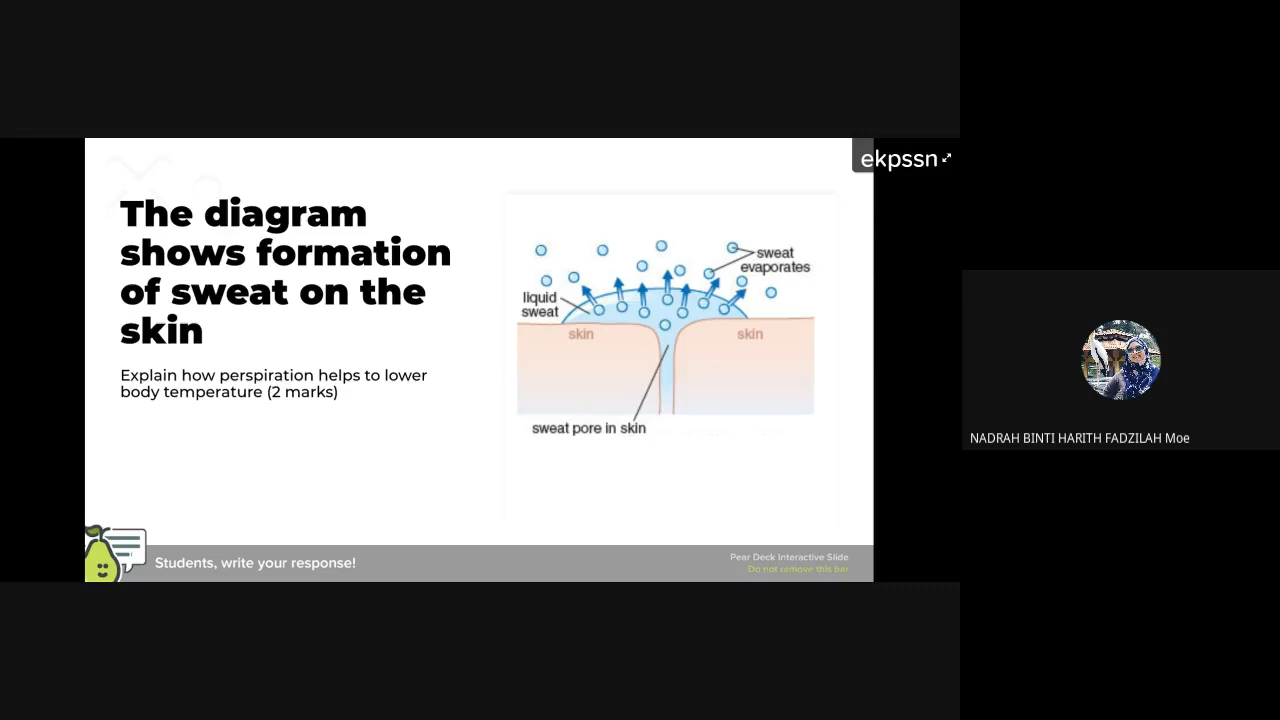 ekpssn
The diagram
shows formation
of sweat on the
skin
Explain how perspiration helps to lower
body temperature (2 marks)
sweat
evaporates
liquid
sweat
skin
skin
sweat pore in skin
NADRAH BINTI HARITH FADZILAH Moe
Students, write your response!
Pear Deck Interactive Slide
Do not remove this bar